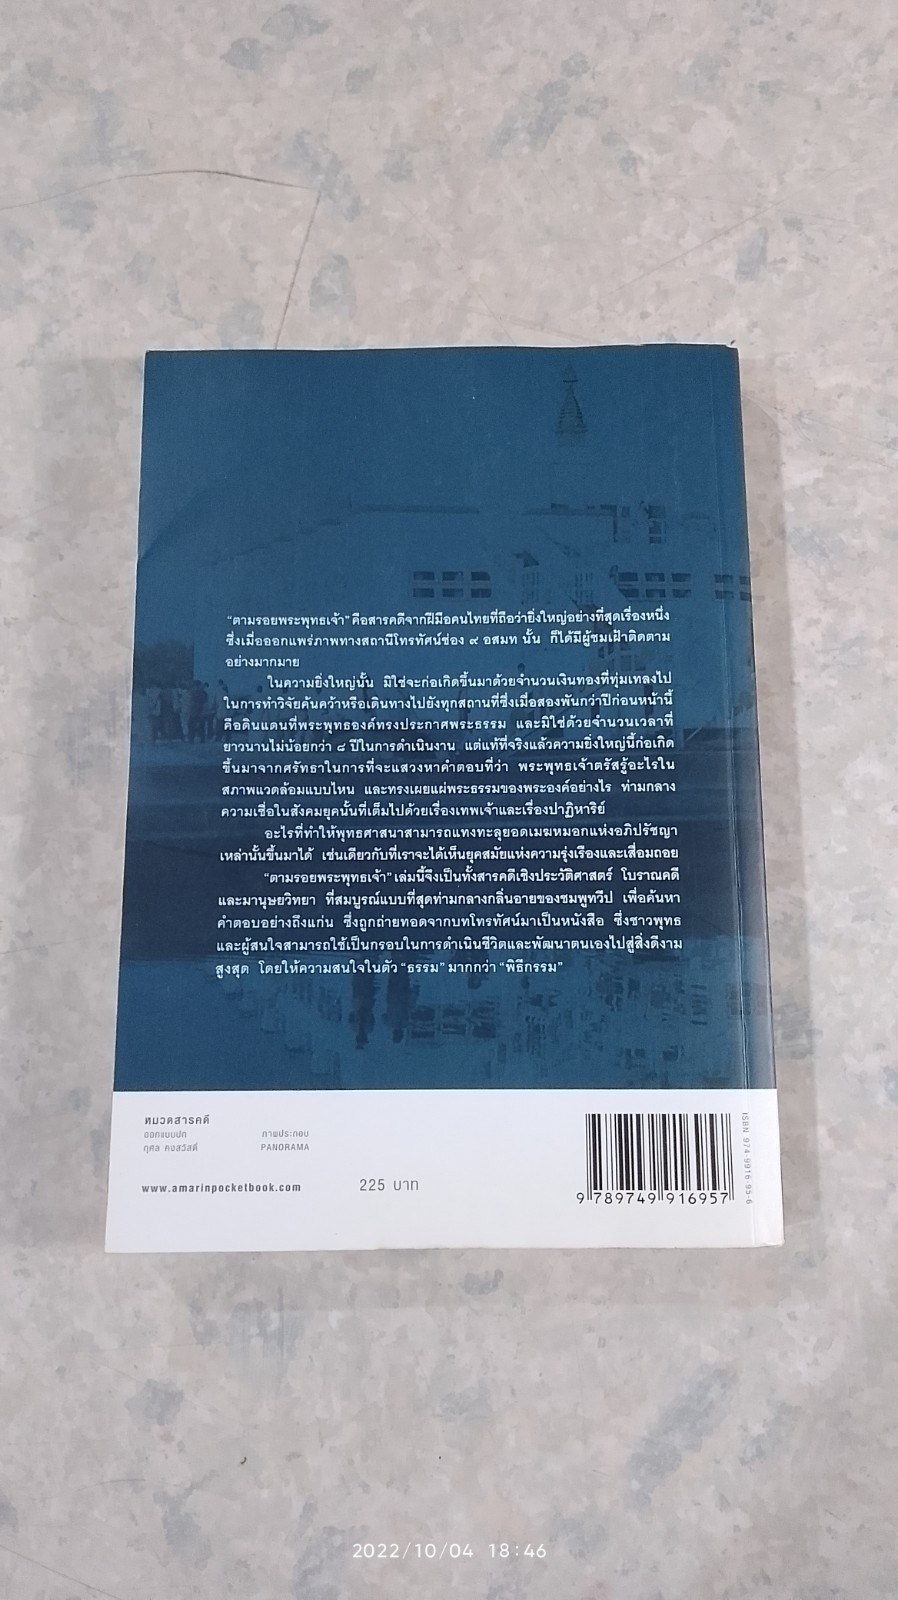 “ตามรอยพระพุทธเจ้า” คือสารคดีจากฝีมือคนไทยที่ถือว่ายิ่งใหญ่อย่างที่สุดเรื่องหนึ่ง
ซึ่งเมื่อออกแพร่ภาพทางสถานีโทรทัศน์ช่อง ๙ อสมท นั้น ก็ได้มีผู้ชมเฝ้าติดตาม
อย่างมากมาย
ในความยิ่งใหญ่นั้น มิใช่จะก่อเกิดขึ้นมาด้วยจำนวนเงินทองที่ทุ่มเทลงไป
ในการทำวิจัยค้นคว้าหรือเดินทางไปยังทุกสถานที่ซึ่งเมื่อสองพันกว่าปีก่อนหน้านี้
คือดินแดนที่พระพุทธองค์ทรงประกาศพระธรรม และมิใช่ด้วยจำนวนเวลาที่
ยาวนานไม่น้อยกว่า ๘ ปีในการดำเนินงาน แต่แท้ที่จริงแล้วความยิ่งใหญ่นี้ก่อเกิด
ขึ้นมาจากศรัทธาในการที่จะแสวงหาคำตอบที่ว่า พระพุทธเจ้าตรัสรู้อะไรใน
สภาพแวดล้อมแบบไหน และทรงเผยแผ่พระธรรมของพระองค์อย่างไร ท่ามกลาง
ความเชื่อในสังคมยุคนั้นที่เต็มไปด้วยเรื่องเทพเจ้าและเรื่องปาฏิหาริย์
อะไรที่ทำให้พุทธศาสนาสามารถแทงทะลุยอดเมฆหมอกแห่งอภิปรัชญา
เหล่านั้นขึ้นมาได้ เช่นเดียวกับที่เราจะได้เห็นยุคสมัยแห่งความรุ่งเรืองและเสื่อมถอย
“ตามรอยพระพุทธเจ้า” เล่มนี้จึงเป็นทั้งสารคดีเชิงประวัติศาสตร์ โบราณคดี
และมานุษยวิทยา ที่สมบูรณ์แบบที่สุดท่ามกลางกลิ่นอายของชมพูทวีป เพื่อค้นหา
คำตอบอย่างถึงแก่น ซึ่งถูกถ่ายทอดจากบทโทรทัศน์มาเป็นหนังสือ ซึ่งชาวพุทธ
และผู้สนใจสามารถใช้เป็นกรอบในการดำเนินชีวิตและพัฒนาตนเองไปสู่สิ่งดีงาม
สูงสุด โดยให้ความสนใจในตัว “ธรรม” มากกว่า “พิธีกรรม”
หมวดสารคดี
ออกแบบปก ภาพประกอบ
กุศล คงสวัสดิ์ PANORAMA
www.amarinpocketbook.com 225 บาท
ISBN 974-9916-95-6
9 789749 916957
2022/10/04 18:46